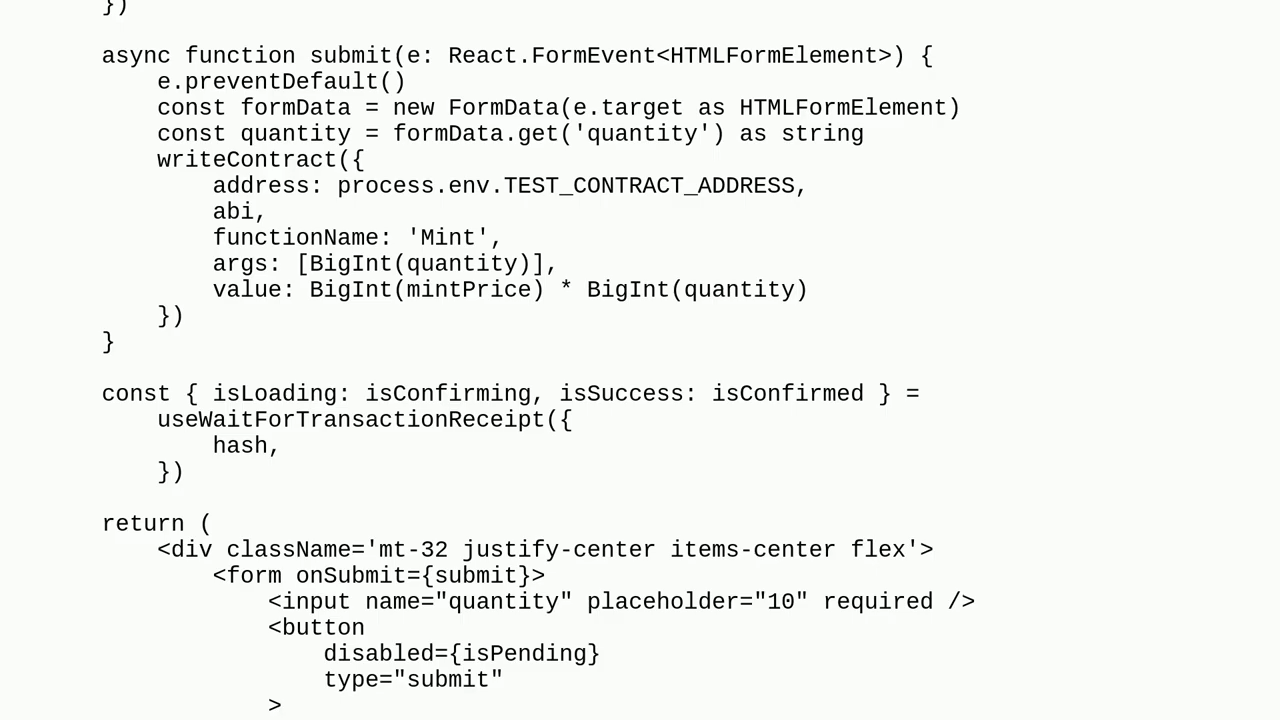 })
async function submit(e: React.FormEvent<HTMLFormElement>) {
e.preventDefault()
const formData = new FormData(e.target as HTMLFormElement)
const quantity = formData.get('quantity') as string
writeContract({
address: process.env.TEST_CONTRACT_ADDRESS,
abi,
functionName: 'Mint',
args: [BigInt(quantity)],
value: BigInt(mintPrice) * BigInt(quantity)
})
}
const { isLoading: isConfirming, isSuccess: isConfirmed } =
useWaitForTransactionReceipt({
hash,
})
return (
<div className='mt-32 justify-center items-center flex'>
<form onSubmit={submit}>
<input name="quantity" placeholder="10" required />
<button
disabled={isPending}
type="submit"
>